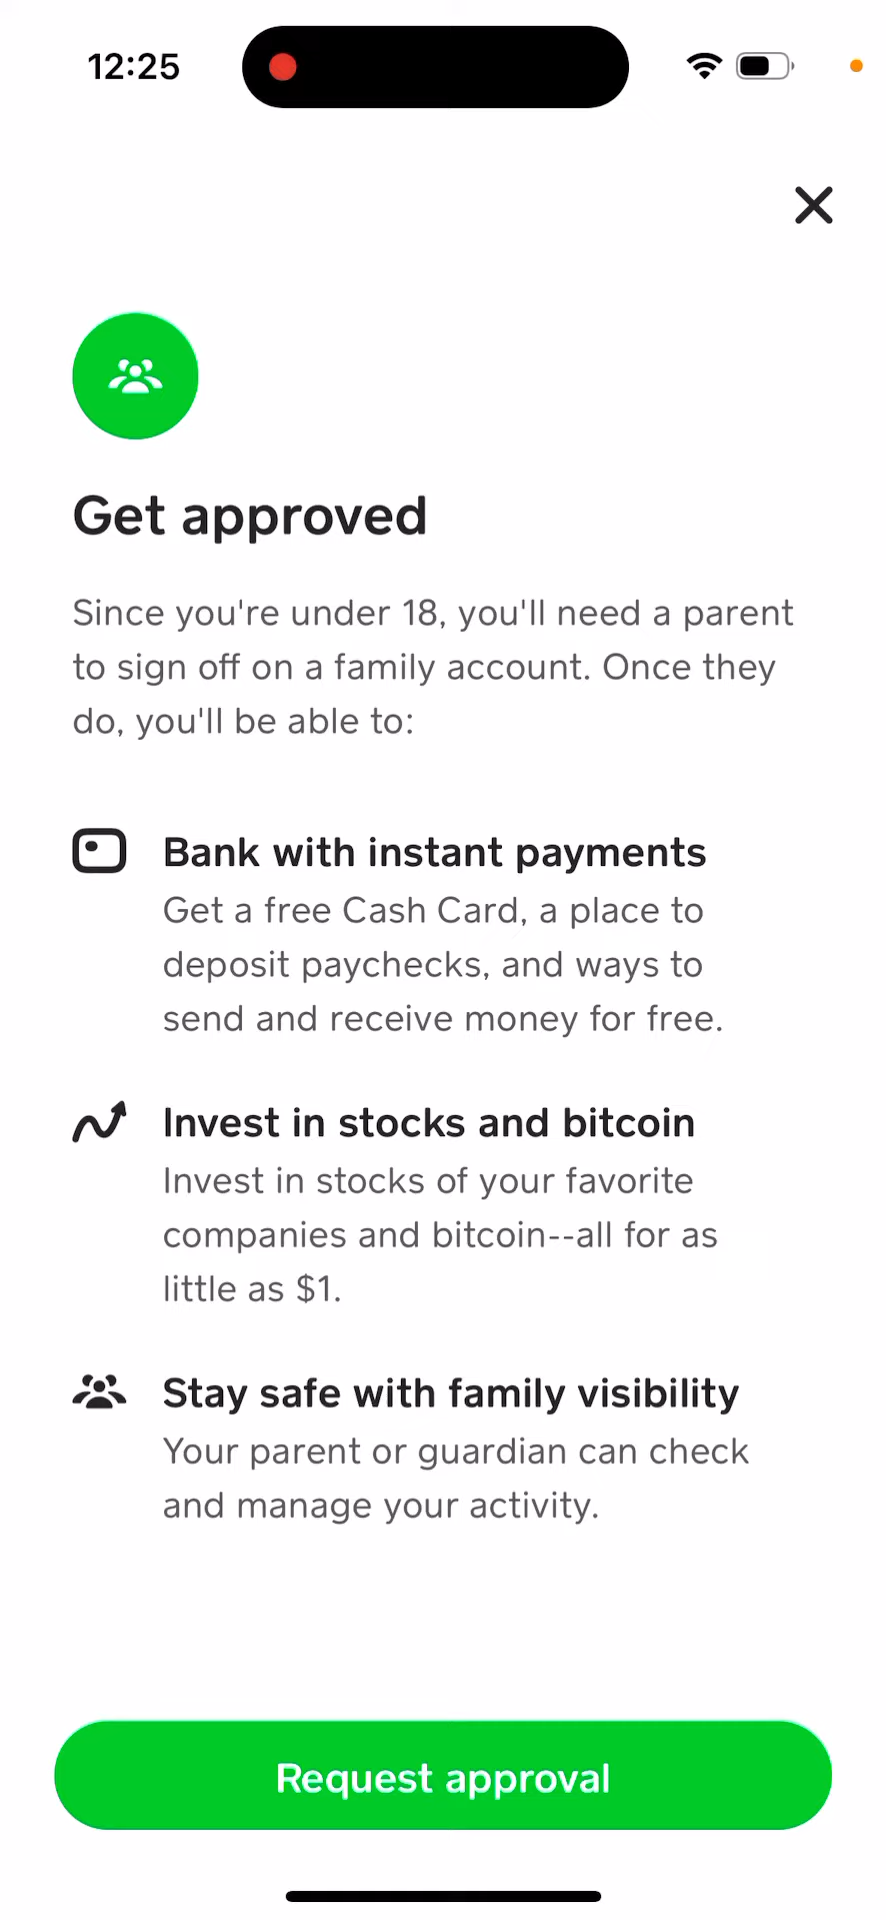 12:25
Get approved
Since you're under 18, you'll need a parent
to sign off on a family account. Once they
do, you'll be able to:
Bank with instant payments
Get a free Cash Card, a place to
deposit paychecks, and ways to
send and receive money for free.
Invest in stocks and bitcoin
Invest in stocks of your favorite
companies and bitcoin--all for as
little as $1.
Stay safe with family visibility
Your parent or guardian can check
and manage your activity.
Request approval